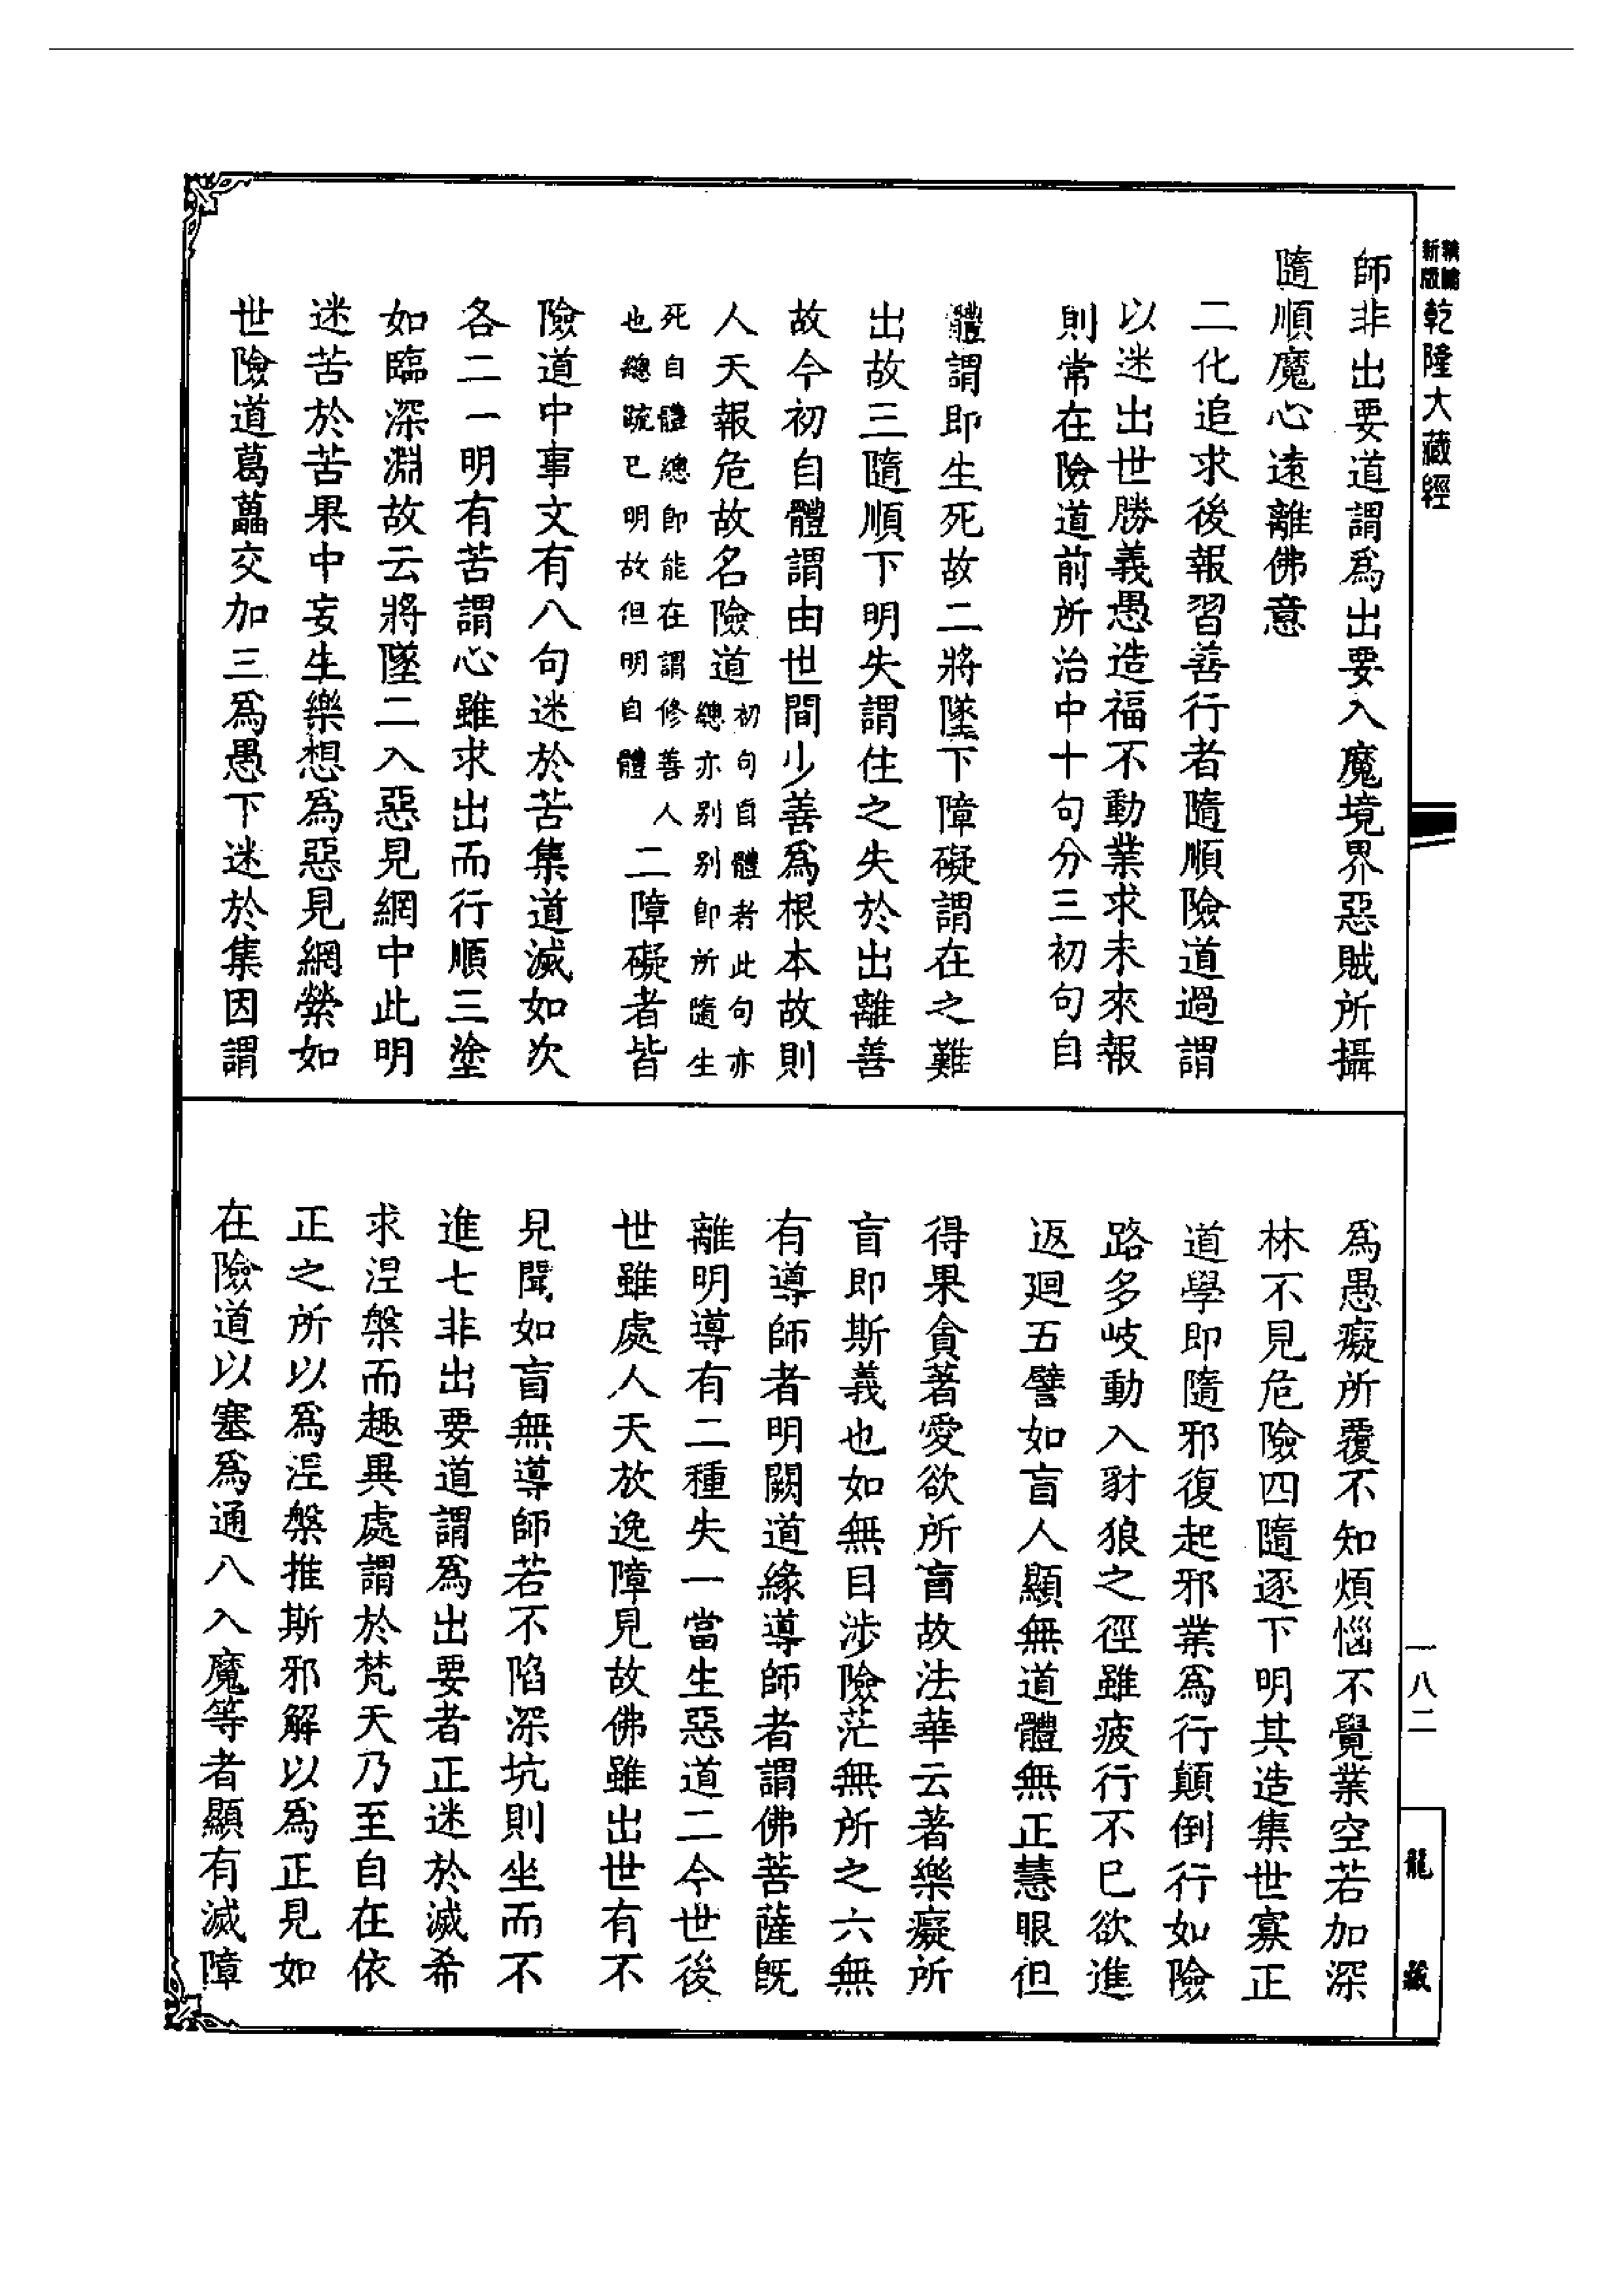 新版
乾隆大藏經
師非出要道謂爲出要入魔境界惡賊所攝
隨順魔心遠離佛意
二化追求後報習善行者隨順險道過謂
以迷出世勝義愚造福不動業求未來報
則常在險道前所治中十句分三初句自
體謂即生死故二將墜下障礙謂在之難
出故三隨順下明失謂住之失於出離善
故今初自體謂由世間少善爲根本故則
人天報危故名險道
初句自體者此句亦
總亦別別即所隨生
死自體總即能在謂修善人
也總疏已明故但明自體
二障礙者皆
險道中事文有八句迷於苦集道滅如次
各二一明有苦謂心雖求出而行順三塗
如臨深淵故云將墜二入惡見網中此明
迷苦於苦果中妄生樂想爲惡見網縈如
世險道葛藟交加三爲愚下迷於集因謂
爲愚癡所覆不知煩惱不覺業空若加深
林不見危險四隨逐下明其造集世寡正
道學即隨邪復起邪業爲行顛倒行如險
路多岐動入豺狼之徑雖疲行不已欲進
返迴五譬如盲人顯無道體無正慧眼但
得果貪著愛欲所盲故法華云著樂癡所
盲即斯義也如無目涉險茫無所之六無
有導師者明闕道緣導師者謂佛菩薩既
離明導有二種失一當生惡道二今世後
世雖處人天放逸障見故佛雖出世有不
見聞如盲無導師若不陷深坑則坐而不
進七非出要道謂爲出要者正迷於滅希
求涅槃而趣異處謂於梵天乃至自在依
正之所以爲涅槃推斯邪解以爲正見如
在險道以塞爲通八入魔等者顯有滅障
一八二
龍藏